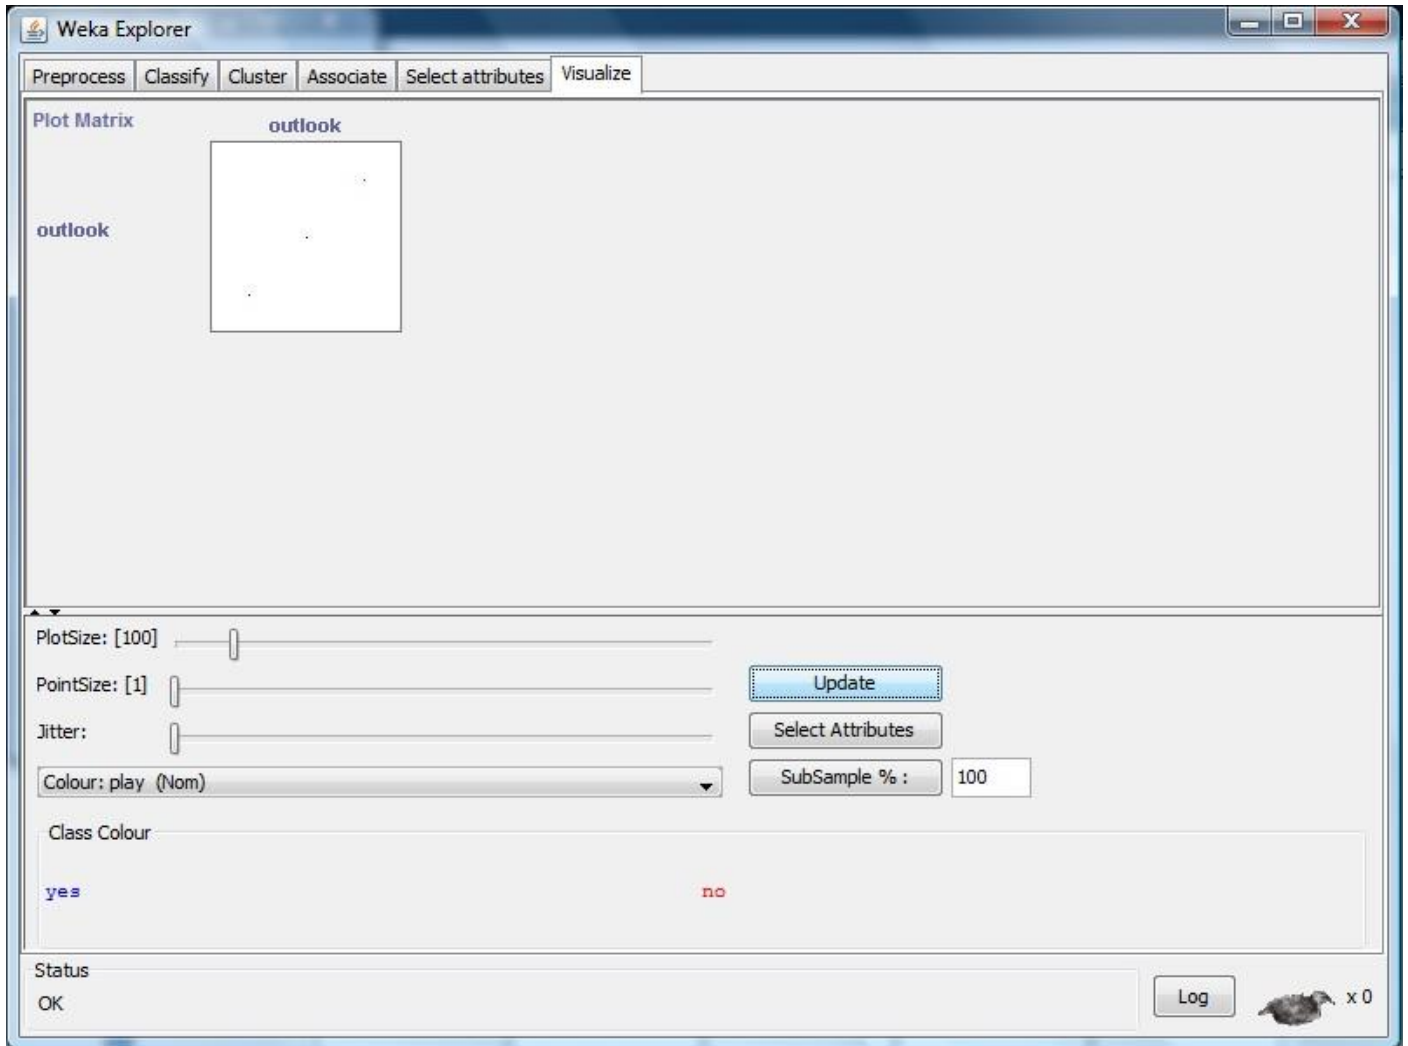 Weka Explorer
Preprocess Classify Cluster Associate Select attributes Visualize
Plot Matrix
outlook
outlook
PlotSize: [100]
PointSize: [1]
Update
Jitter:
Select Attributes
Colour: play (Nom)
SubSample % :
100
Class Colour
yes
no
Status
OK
Log
x 0